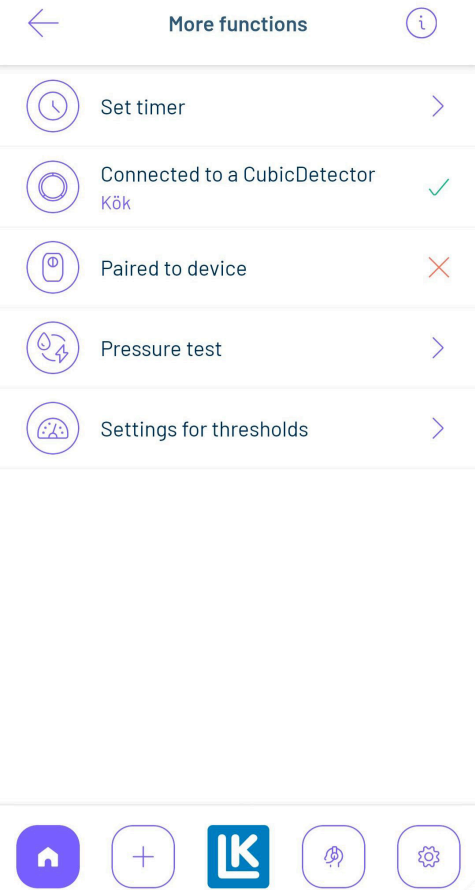 More functions
Set timer
Connected to a CubicDetector
Kök
Paired to device
Pressure test
Settings for thresholds
LK